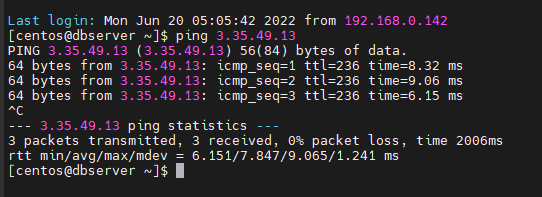 Last login: Mon Jun 20 05:05:42 2022 from 192.168.0.142
[centos@dbserver ~]$ ping 3.35.49.13
PING 3.35.49.13 (3.35.49.13) 56(84) bytes of data.
64 bytes from 3.35.49.13: icmp_seq=1 ttl=236 time=8.32 ms
64 bytes from 3.35.49.13: icmp_seq=2 ttl=236 time=9.06 ms
64 bytes from 3.35.49.13: icmp_seq=3 ttl=236 time=6.15 ms
^C
--- 3.35.49.13 ping statistics ---
3 packets transmitted, 3 received, 0% packet loss, time 2006ms
rtt min/avg/max/mdev = 6.151/7.847/9.065/1.241 ms
[centos@dbserver ~]$